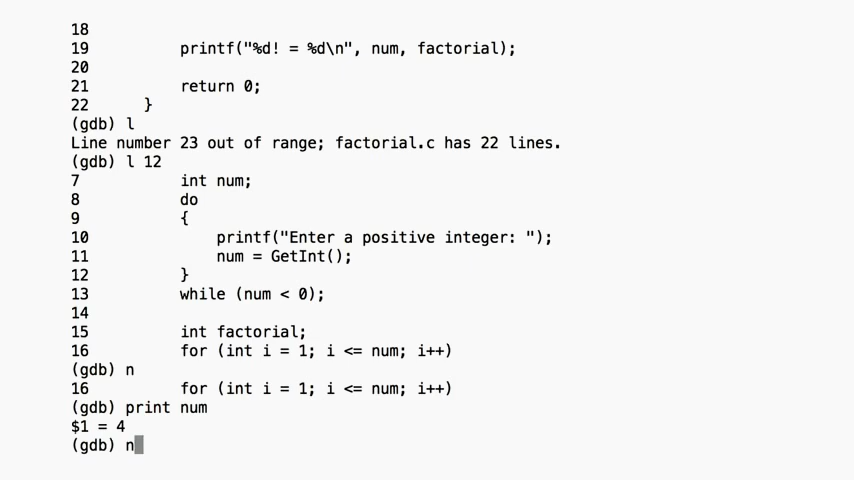 18
19          printf("%d! = %d\n", num, factorial);
20
21          return 0;
22      }
(gdb) l
Line number 23 out of range; factorial.c has 22 lines.
(gdb) l 12
7           int num;
8           do
9           {
10              printf("Enter a positive integer: ");
11              num = GetInt();
12          }
13          while (num < 0);
14
15          int factorial;
16          for (int i = 1; i <= num; i++)
(gdb) n
16          for (int i = 1; i <= num; i++)
(gdb) print num
$1 = 4
(gdb) n